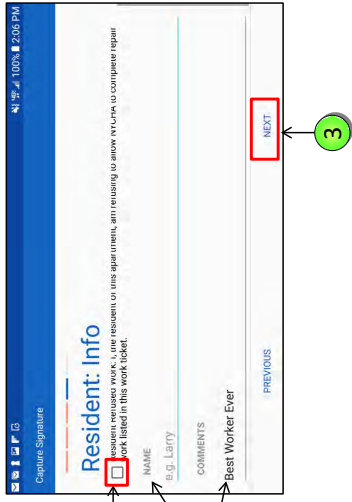 100% 2:06 PM
Capture Signature
Resident: Info
Resident Refused Work: I, the resident of this apartment, am refusing to allow NYCHA to complete repair
work listed in this work ticket.
NAME
e.g. Larry
COMMENTS
Best Worker Ever
PREVIOUS
NEXT
3